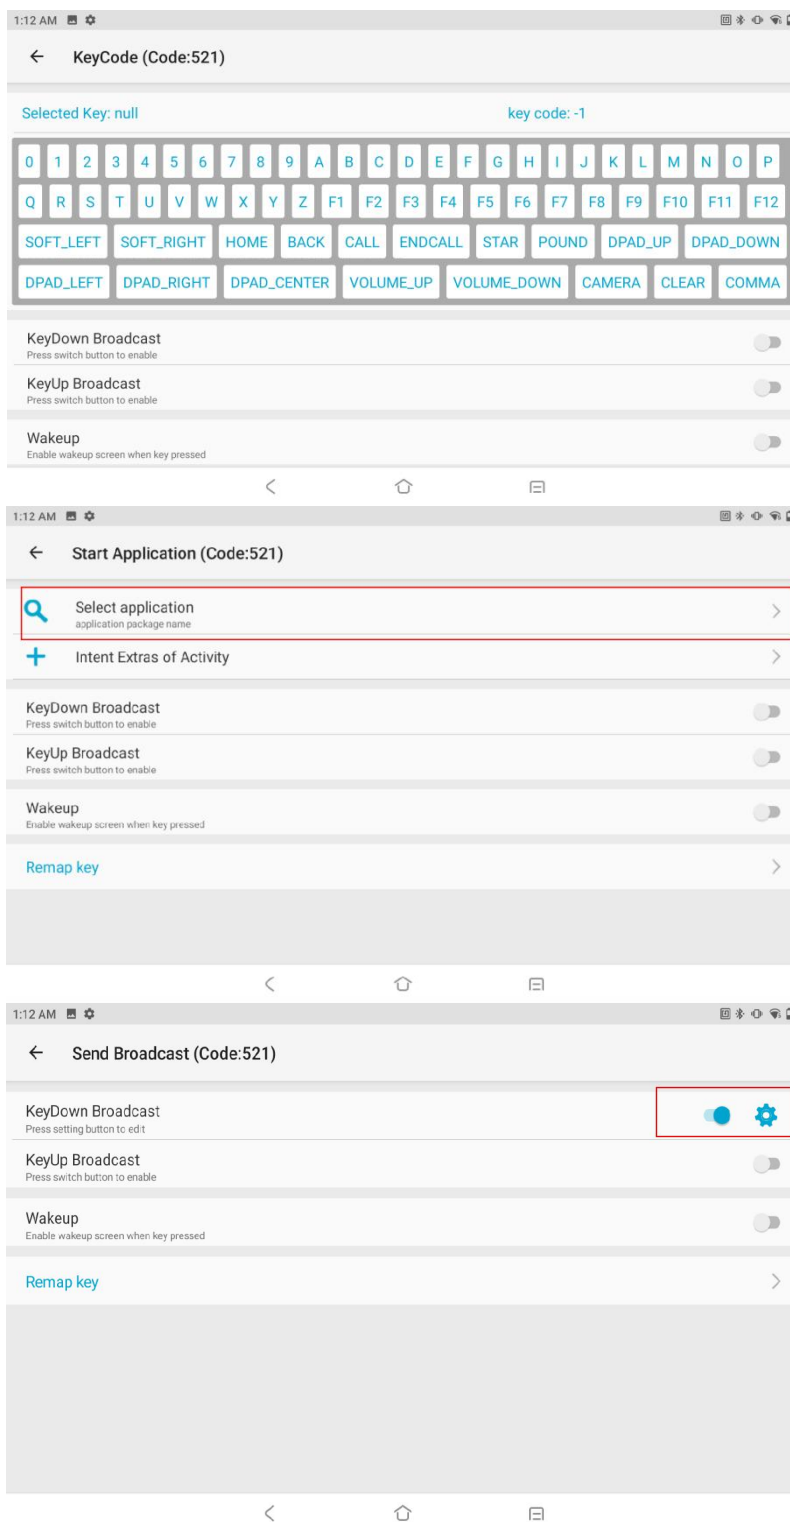 1:12 AM
KeyCode (Code:521)
Selected Key: null key code: -1
0 1 2 3 4 5 6 7 8 9 A B C D E F G H I J K L M N O P
Q R S T U V W X Y Z F1 F2 F3 F4 F5 F6 F7 F8 F9 F10 F11 F12
SOFT_LEFT SOFT_RIGHT HOME BACK CALL ENDCALL STAR POUND DPAD_UP DPAD_DOWN
DPAD_LEFT DPAD_RIGHT DPAD_CENTER VOLUME_UP VOLUME_DOWN CAMERA CLEAR COMMA
KeyDown Broadcast
Press switch button to enable
KeyUp Broadcast
Press switch button to enable
Wakeup
Enable wakeup screen when key pressed
1:12 AM
Start Application (Code:521)
Select application
application package name
Intent Extras of Activity
KeyDown Broadcast
Press switch button to enable
KeyUp Broadcast
Press switch button to enable
Wakeup
Enable wakeup screen when key pressed
Remap key
1:12 AM
Send Broadcast (Code:521)
KeyDown Broadcast
Press setting button to edit
KeyUp Broadcast
Press switch button to enable
Wakeup
Enable wakeup screen when key pressed
Remap key